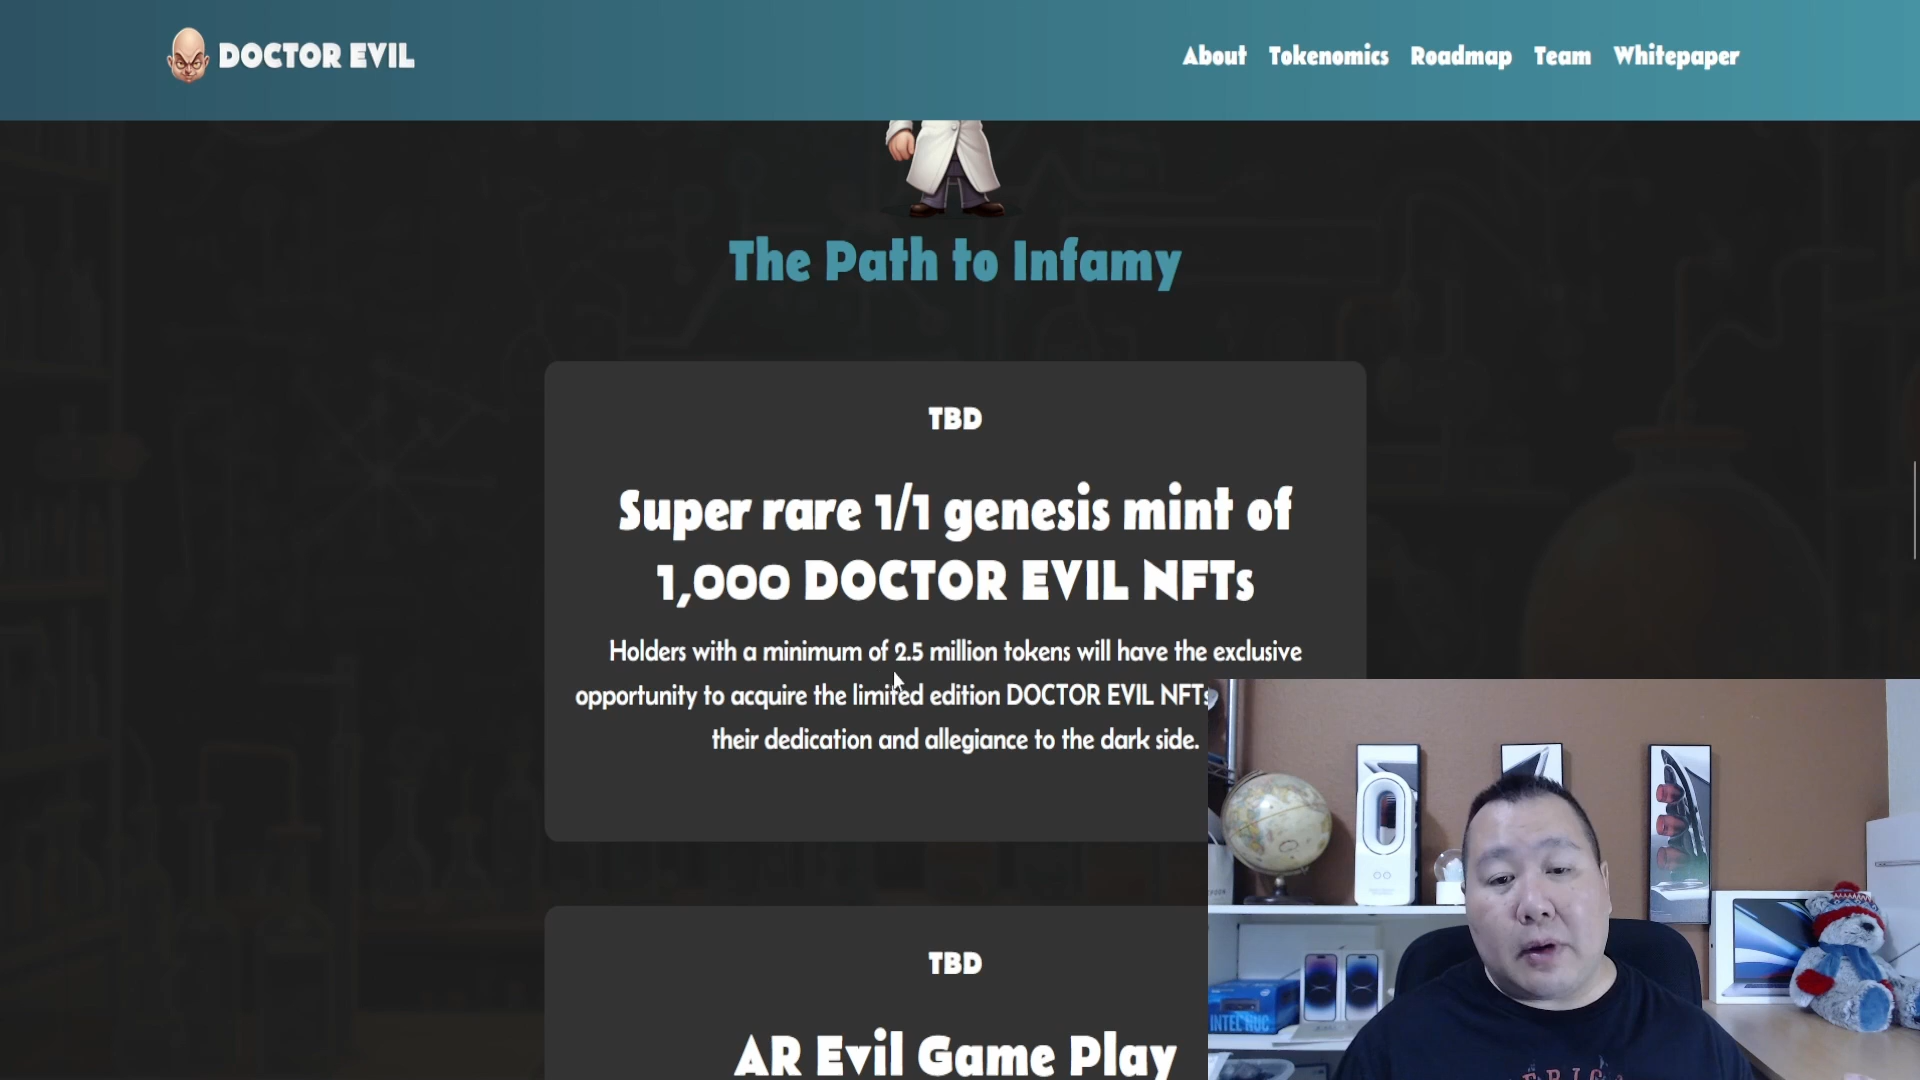 DOCTOR EVIL
About Tokenomics Roadmap Team Whitepaper
The Path to Infamy
TBD
Super rare 1/1 genesis mint of
1,000 DOCTOR EVIL NFTs
Holders with a minimum of 2.5 million tokens will have the exclusive
opportunity to acquire the limited edition DOCTOR EVIL NFTs
their dedication and allegiance to the dark side.
TBD
AR Evil Game Play
INTEL NUC